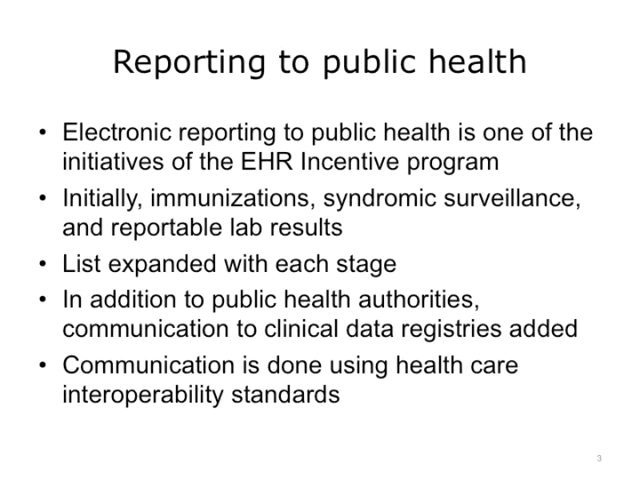 Reporting to public health
• Electronic reporting to public health is one of the
initiatives of the EHR Incentive program
• Initially, immunizations, syndromic surveillance,
and reportable lab results
• List expanded with each stage
• In addition to public health authorities,
communication to clinical data registries added
• Communication is done using health care
interoperability standards
3